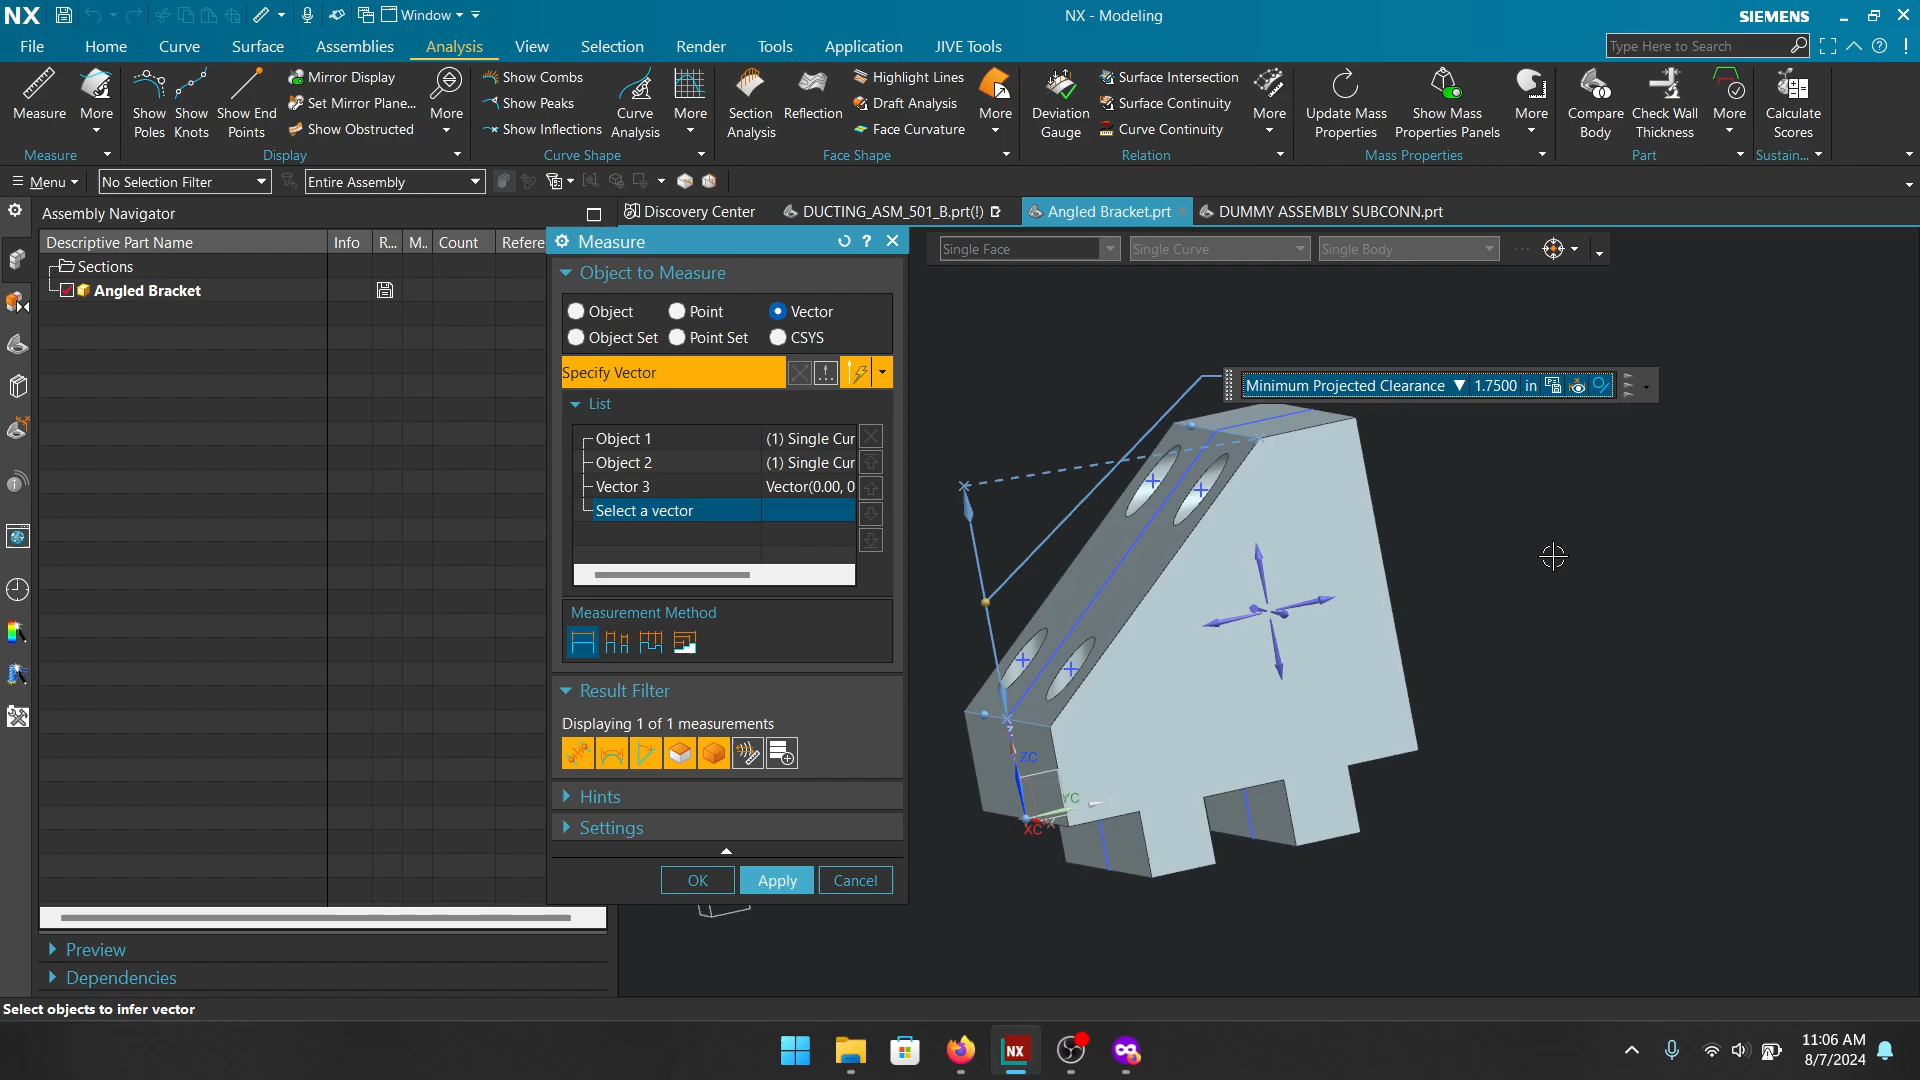 NX
Window
NX - Modeling
SIEMENS
File
Home
Curve
Surface
Assemblies
Analysis
View
Selection
Render
Tools
Application
JIVE Tools
Type Here to Search
Measure
More
Show Poles
Show Knots
Show End Points
Mirror Display
Set Mirror Plane...
Show Obstructed
More
Show Combs
Show Peaks
Show Inflections
Curve Analysis
More
Section Analysis
Reflection
Highlight Lines
Draft Analysis
Face Curvature
More
Deviation Gauge
Surface Intersection
Surface Continuity
Curve Continuity
More
Update Mass Properties
Show Mass Properties Panels
More
Compare Body
Check Wall Thickness
More
Calculate Scores
Measure
Display
Curve Shape
Face Shape
Relation
Mass Properties
Part
Sustain...
Menu
No Selection Filter
Entire Assembly
Assembly Navigator
Discovery Center
DUCTING_ASM_501_B.prt(!)
Angled Bracket.prt
DUMMY ASSEMBLY SUBCONN.prt
Descriptive Part Name
Info
R...
M..
Count
Refere
Sections
Angled Bracket
Measure
Single Face
Single Curve
Single Body
Object to Measure
Object
Point
Vector
Object Set
Point Set
CSYS
Specify Vector
List
Object 1
(1) Single Cur
Object 2
(1) Single Cur
Vector 3
Vector(0.00, 0
Select a vector
Measurement Method
Result Filter
Displaying 1 of 1 measurements
Hints
Settings
OK
Apply
Cancel
Minimum Projected Clearance
1.7500
in
ZC
YC
XC
Preview
Dependencies
Select objects to infer vector
NX
11:06 AM
8/7/2024